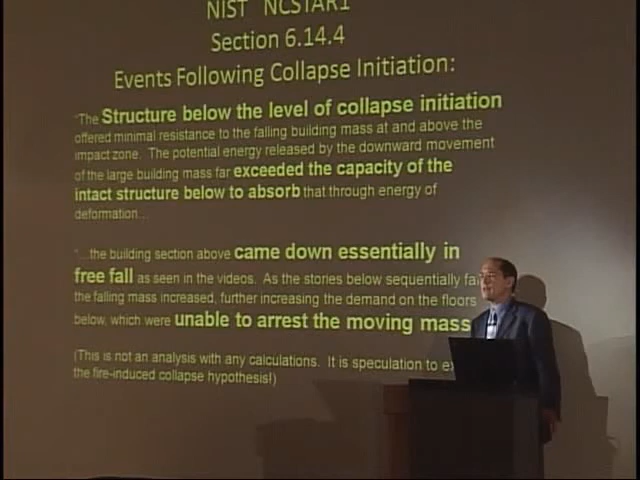 NIST NCSTAR1
Section 6.14.4
Events Following Collapse Initiation:
"The Structure below the level of collapse initiation
offered minimal resistance to the falling building mass at and above the
impact zone. The potential energy released by the downward movement
of the large building mass far exceeded the capacity of the
intact structure below to absorb that through energy of
deformation...
"...the building section above came down essentially in
free fall as seen in the videos. As the stories below sequentially
the falling mass increased, further increasing the demand on the floors
below, which were unable to arrest the moving mass
(This is not an analysis with any calculations. It is speculation to
the fire-induced collapse hypothesis!)